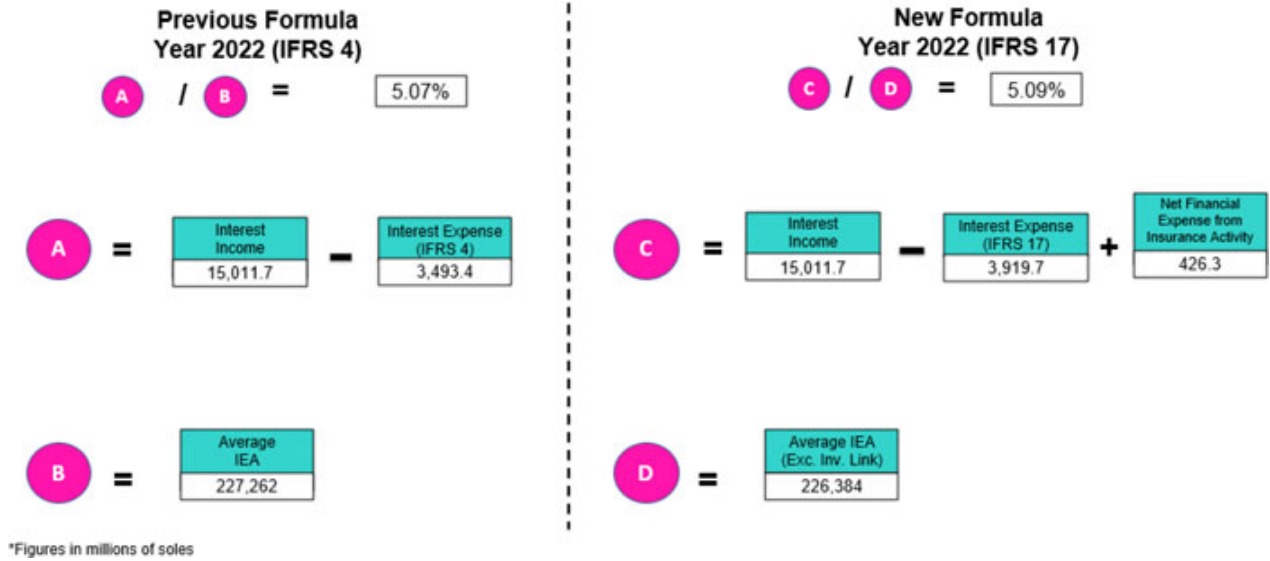 Previous Formula
Year 2022 (IFRS 4)
A / B = 5.07%
A = Interest Income 15,011.7 - Interest Expense (IFRS 4) 3,493.4
B = Average IEA 227,262
New Formula
Year 2022 (IFRS 17)
C / D = 5.09%
C = Interest Income 15,011.7 - Interest Expense (IFRS 17) 3,919.7 + Net Financial Expense from Insurance Activity 426.3
D = Average IEA (Exc. Inv. Link) 226,384
*Figures in millions of soles